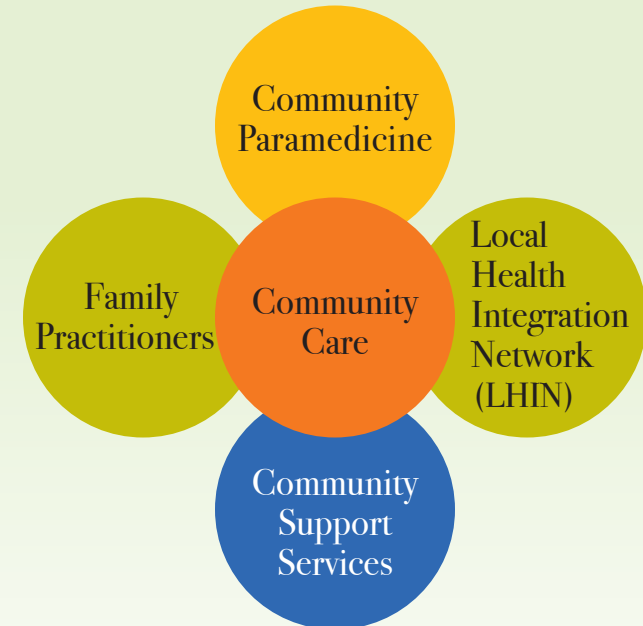 Community
Paramedicine
Family
Practitioners
Community
Care
Local
Health
Integration
Network
(LHIN)
Community
Support
Services